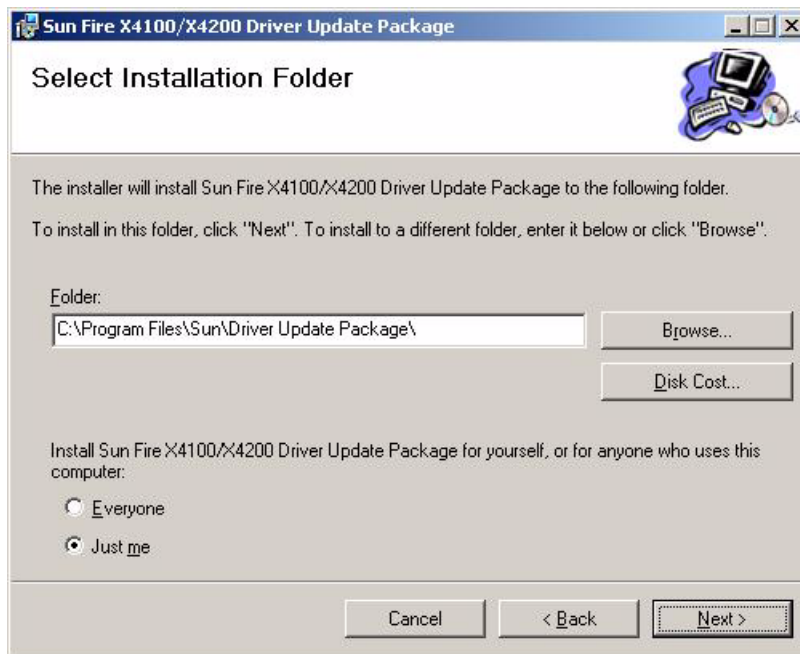 Sun Fire X4100/X4200 Driver Update Package
Select Installation Folder
The installer will install Sun Fire X4100/X4200 Driver Update Package to the following folder.
To install in this folder, click "Next". To install to a different folder, enter it below or click "Browse".
Folder:
C:\Program Files\Sun\Driver Update Package\
Browse...
Disk Cost...
Install Sun Fire X4100/X4200 Driver Update Package for yourself, or for anyone who uses this
computer:
Everyone
Just me
Cancel < Back Next >